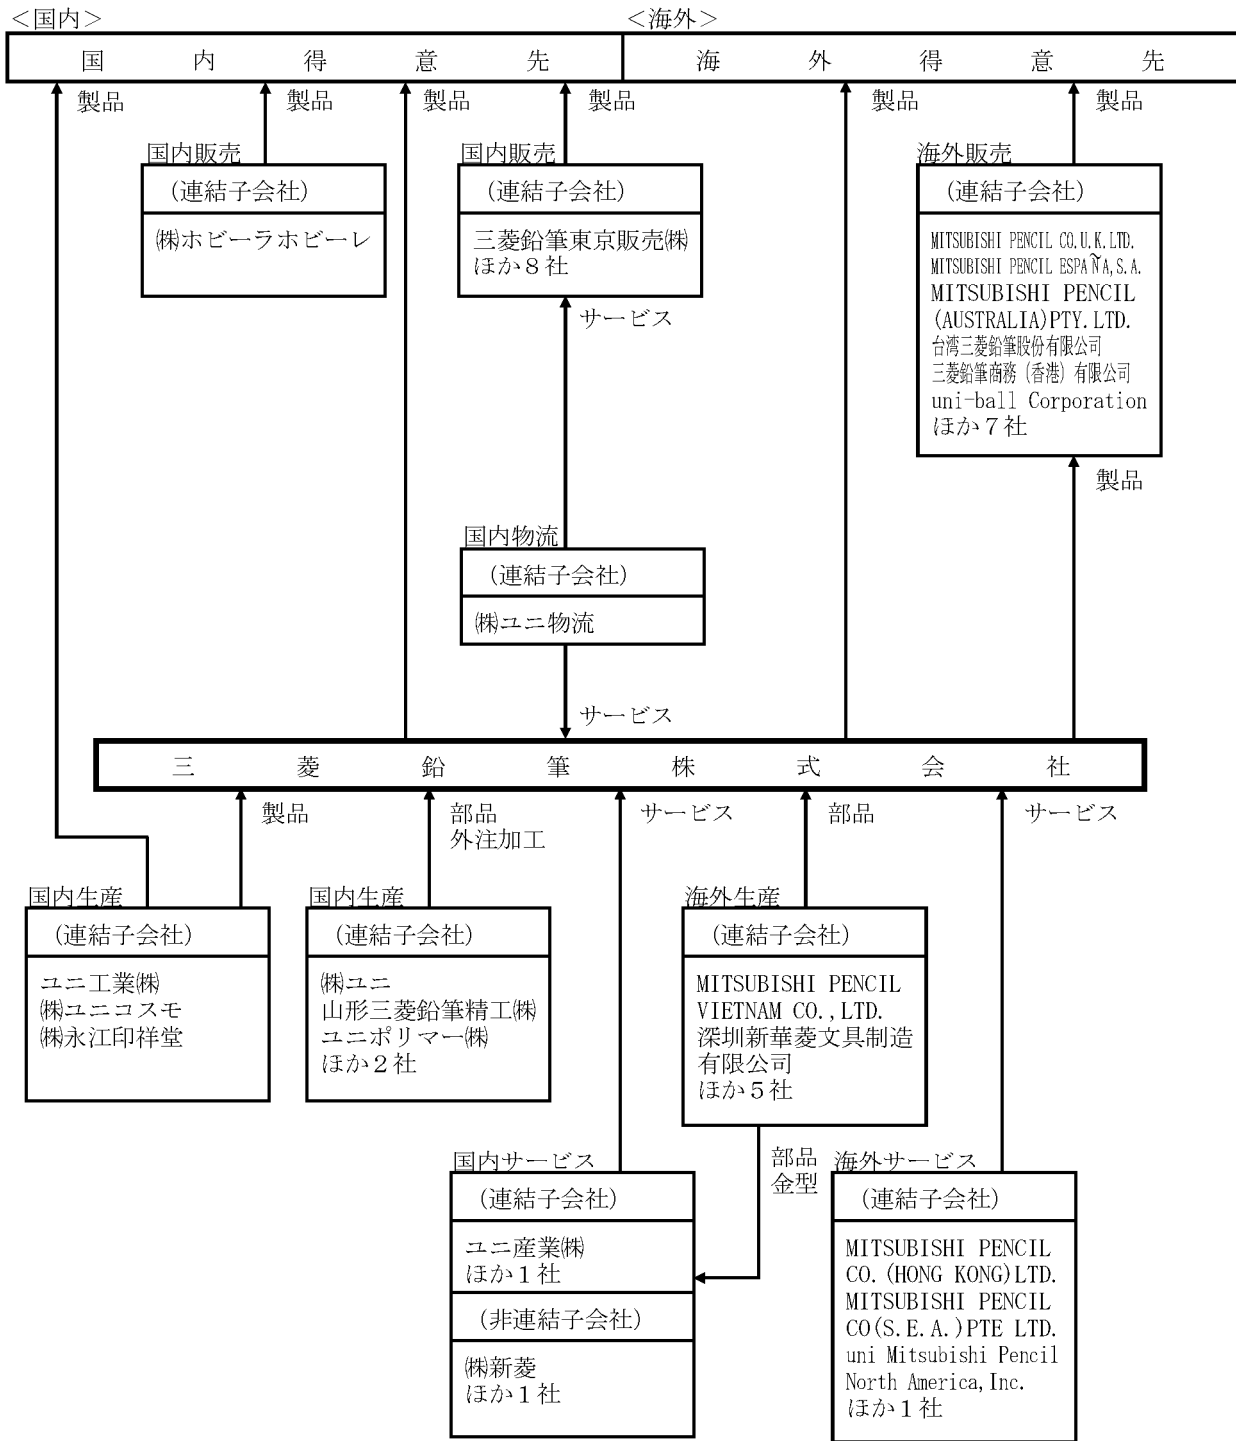 ＜国内＞
＜海外＞
国内得意先
海外得意先
製品
製品
製品
製品
製品
製品
国内販売
(連結子会社)
㈱ホビーラホビーレ
国内販売
(連結子会社)
三菱鉛筆東京販売㈱
ほか８社
海外販売
(連結子会社)
MITSUBISHI PENCIL CO.U.K.LTD.
MITSUBISHI PENCIL ESPAÑA,S.A.
MITSUBISHI PENCIL
(AUSTRALIA)PTY.LTD.
台湾三菱鉛筆股份有限公司
三菱鉛筆商務（香港）有限公司
uni-ball Corporation
ほか７社
サービス
製品
国内物流
(連結子会社)
㈱ユニ物流
サービス
三菱鉛筆株式会社
製品
部品
外注加工
サービス
部品
サービス
国内生産
(連結子会社)
ユニ工業㈱
㈱ユニコスモ
㈱永江印祥堂
国内生産
(連結子会社)
㈱ユニ
山形三菱鉛筆精工㈱
ユニポリマー㈱
ほか２社
海外生産
(連結子会社)
MITSUBISHI PENCIL
VIETNAM CO.,LTD.
深圳新華菱文具制造
有限公司
ほか５社
部品
金型
国内サービス
(連結子会社)
ユニ産業㈱
ほか１社
(非連結子会社)
㈱新菱
ほか１社
海外サービス
(連結子会社)
MITSUBISHI PENCIL
CO.(HONG KONG)LTD.
MITSUBISHI PENCIL
CO(S.E.A.)PTE LTD.
uni Mitsubishi Pencil
North America,Inc.
ほか１社